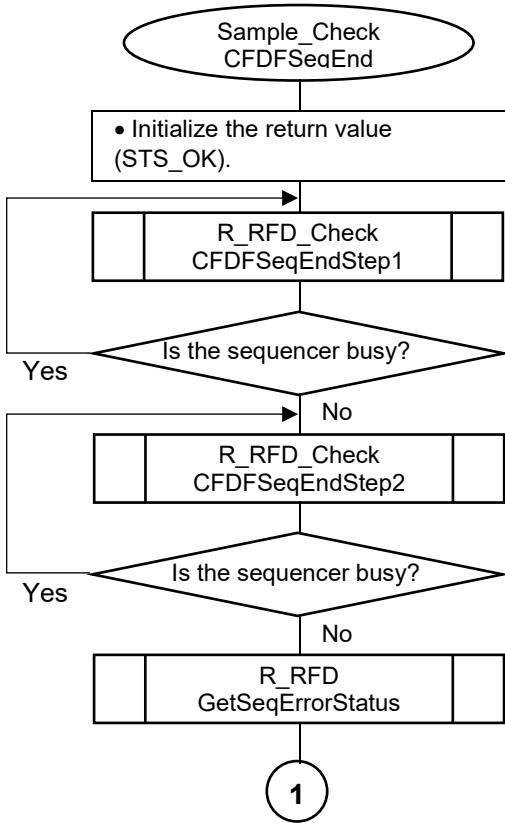 Sample_Check
CFDFSeqEnd
• Initialize the return value
(STS_OK).
R_RFD_Check
CFDFSeqEndStep1
Is the sequencer busy?
Yes
No
R_RFD_Check
CFDFSeqEndStep2
Is the sequencer busy?
Yes
No
R_RFD
GetSeqErrorStatus
1